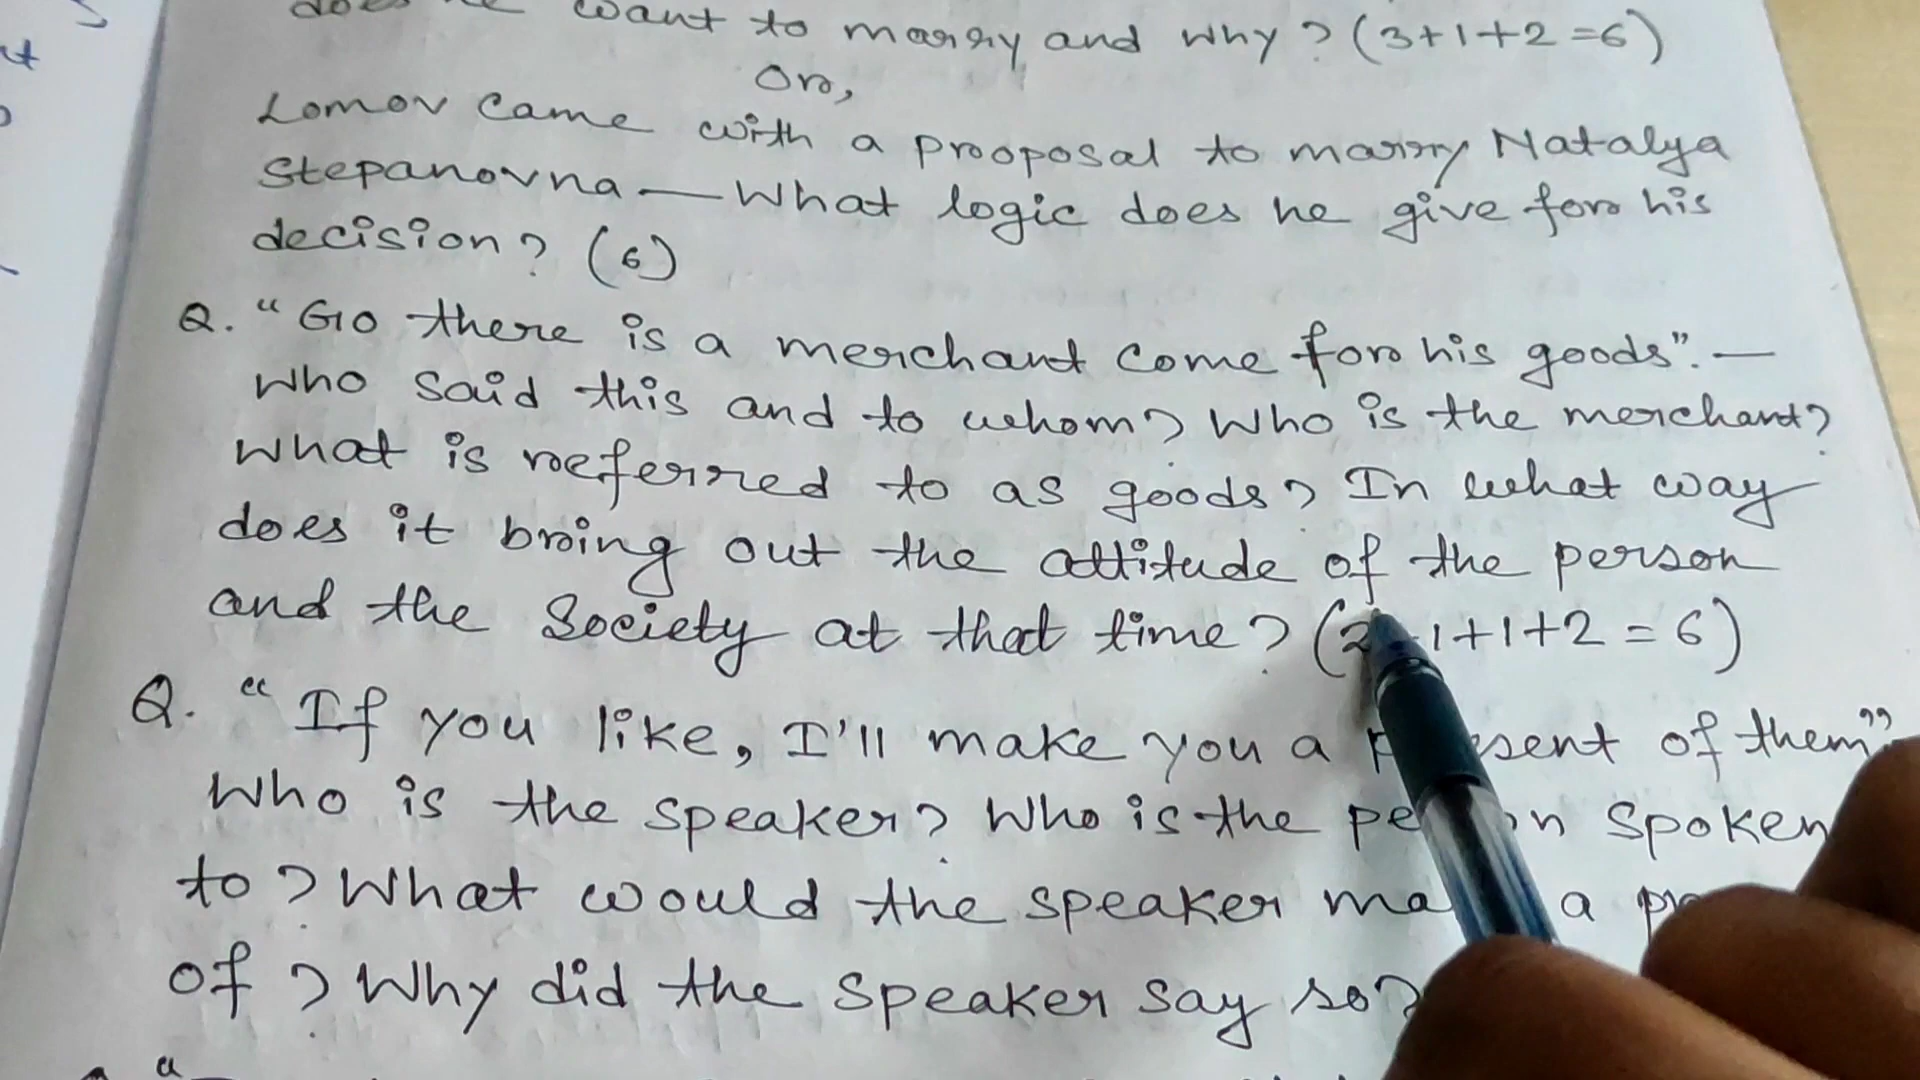 want to marry and why? (3+1+2=6)
Or,
Lomov came with a proposal to marry Natalya
Stepanovna — What logic does he give for his
decision? (6)
Q. "Go there is a merchant come for his goods". —
Who said this and to whom? Who is the merchant?
What is referred to as goods? In what way
does it bring out the attitude of the person
and the Society at that time? (2 1+1+2=6)
Q. "If you like, I'll make you a sent of them"
Who is the speaker? Who is the spoken
to? What would the speaker a
of? Why did the speaker say so?